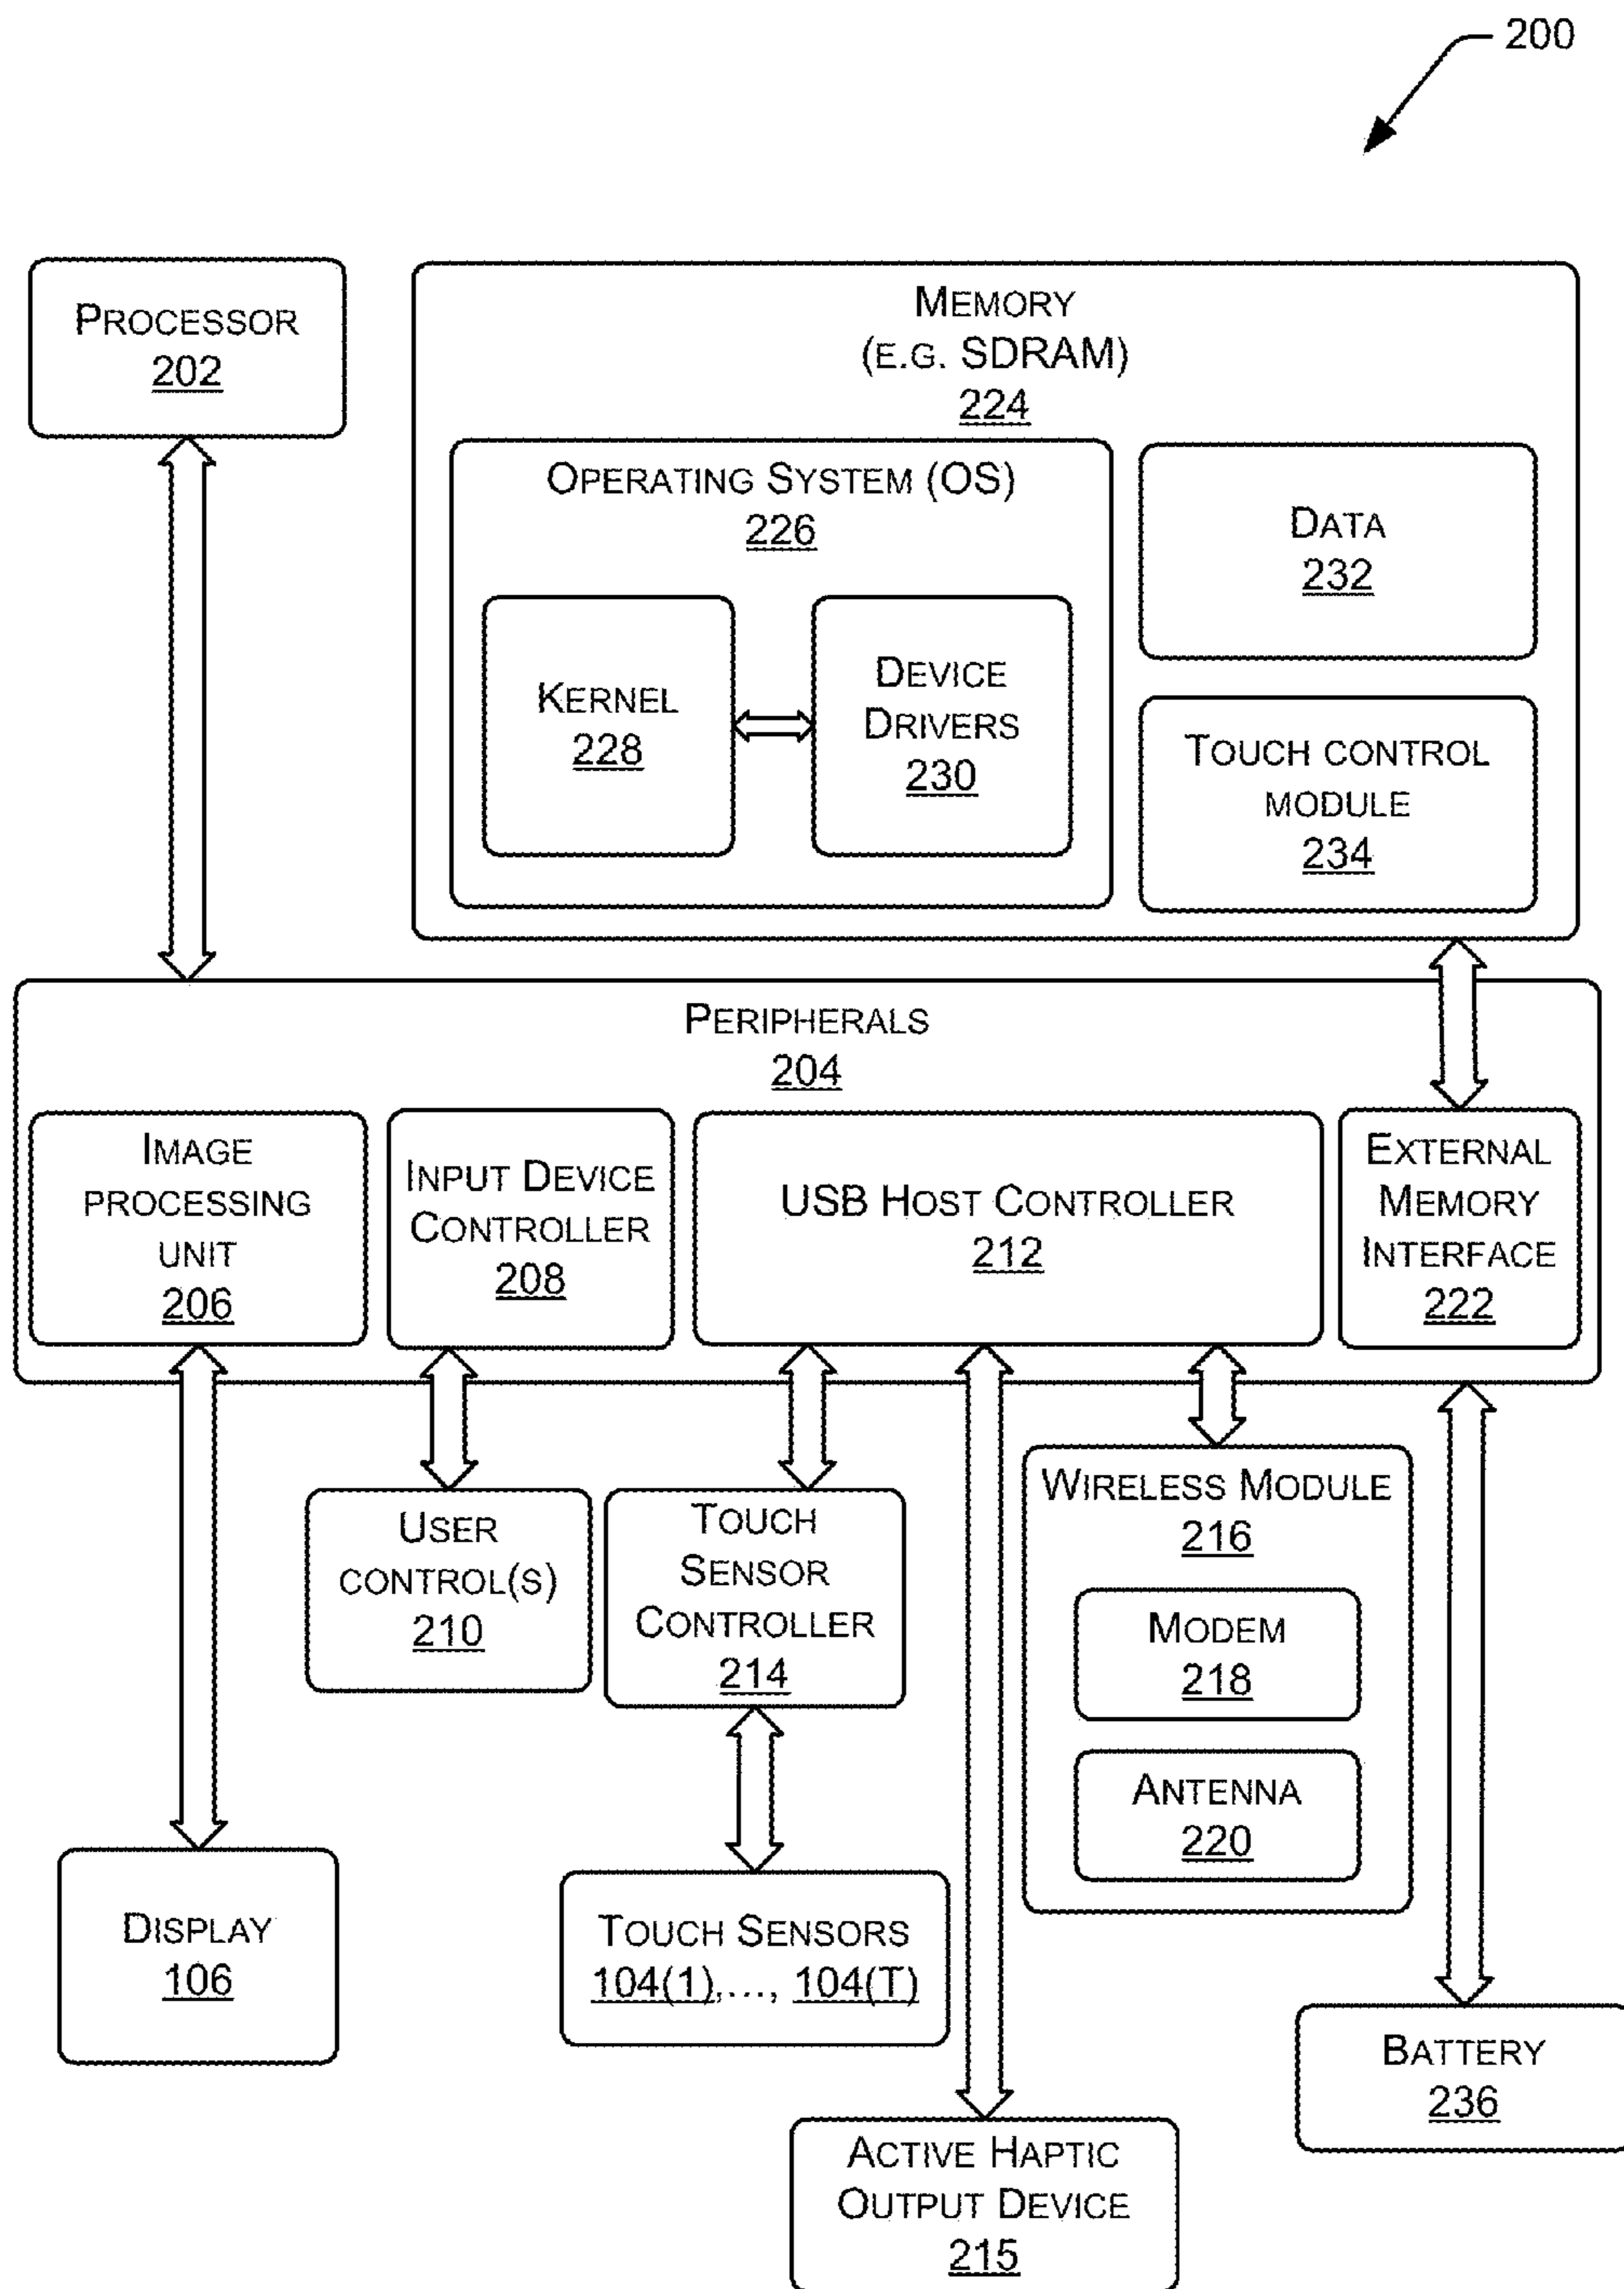 200
PROCESSOR
202
MEMORY
(E.G. SDRAM)
224
OPERATING SYSTEM (OS)
226
KERNEL
228
DEVICE
DRIVERS
230
DATA
232
TOUCH CONTROL
MODULE
234
PERIPHERALS
204
IMAGE
PROCESSING
UNIT
206
INPUT DEVICE
CONTROLLER
208
USB HOST CONTROLLER
212
EXTERNAL
MEMORY
INTERFACE
222
USER
CONTROL(S)
210
TOUCH
SENSOR
CONTROLLER
214
WIRELESS MODULE
216
MODEM
218
ANTENNA
220
DISPLAY
106
TOUCH SENSORS
104(1),..., 104(T)
BATTERY
236
ACTIVE HAPTIC
OUTPUT DEVICE
215